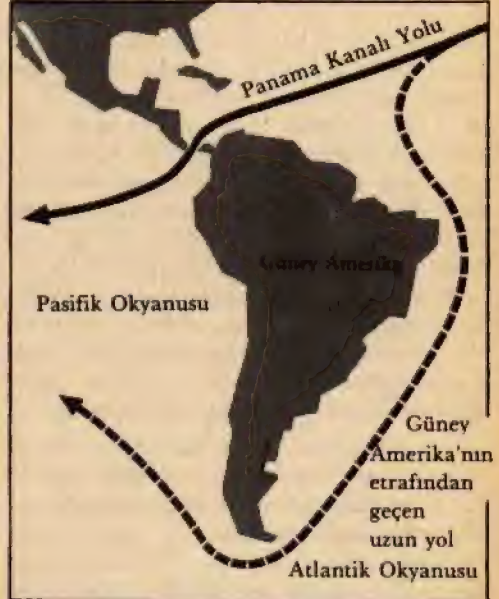 Panama Kanalı Yolu
Güney Amerika
Pasifik Okyanusu
Güney
Amerika'nın
etrafından
geçen
uzun yol
Atlantik Okyanusu